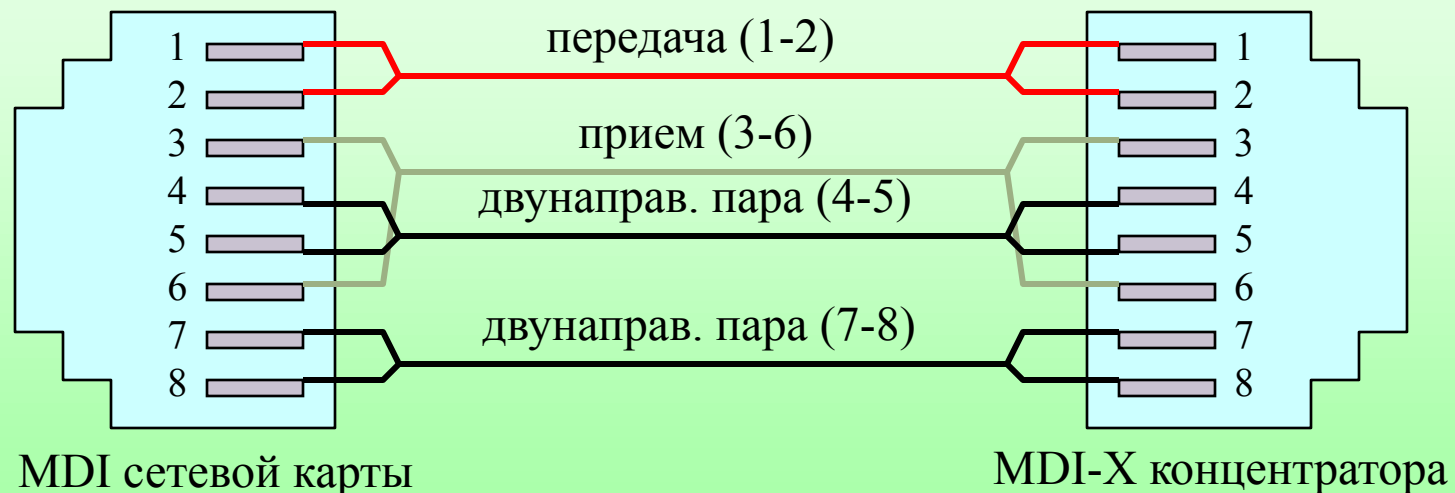 передача (1-2)
1
2
3
4
5
6
7
8
прием (3-6)
двунаправ. пара (4-5)
двунаправ. пара (7-8)
1
2
3
4
5
6
7
8
MDI сетевой карты
MDI-X концентратора